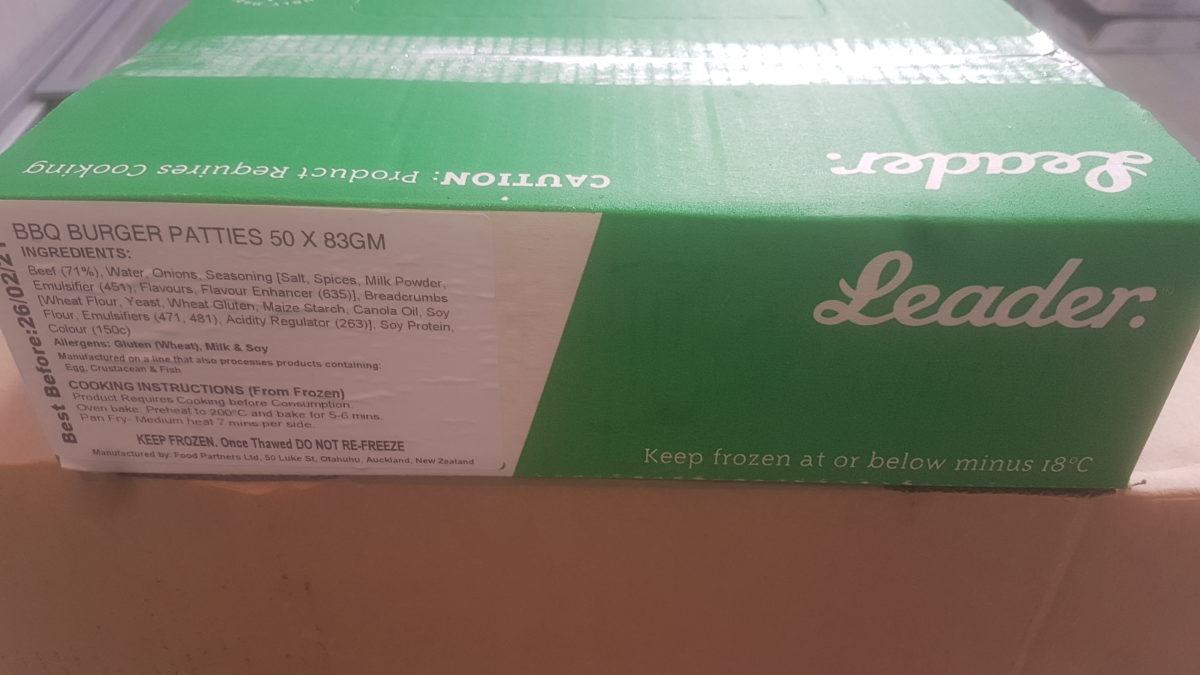 Leader.
CAUTION: Product Requires Cooking
BBQ BURGER PATTIES 50 X 83GM
INGREDIENTS:
Beef (71%), Water, Onions, Seasoning [Salt, Spices, Milk Powder,
Emulsifier (451), Flavours, Flavour Enhancer (635)], Breadcrumbs
[Wheat Flour, Yeast, Wheat Gluten, Maize Starch, Canola Oil, Soy
Flour, Emulsifiers (471, 481), Acidity Regulator (263)], Soy Protein,
Colour (150c)
Allergens: Gluten (Wheat), Milk & Soy
Manufactured on a line that also processes products containing:
Egg, Crustacean & Fish
COOKING INSTRUCTIONS (From Frozen)
Product Requires Cooking before Consumption.
Oven bake: Preheat to 200°C and bake for 5-6 mins.
Pan Fry- Medium heat 7 mins per side.
KEEP FROZEN. Once Thawed DO NOT RE-FREEZE
Manufactured by: Food Partners Ltd, 50 Luke St, Otahuhu, Auckland, New Zealand
Best Before:26/02/21
Leader.
Keep frozen at or below minus 18°C